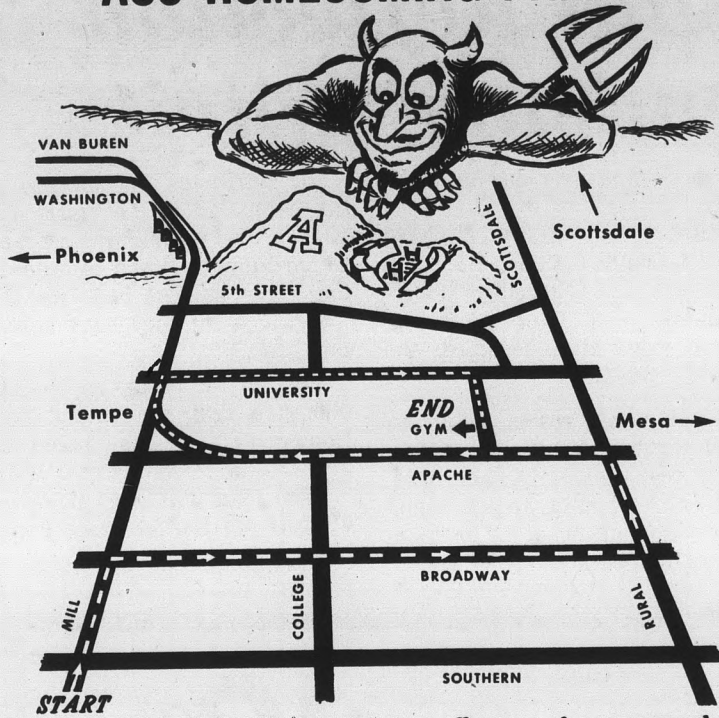 VAN BUREN
WASHINGTON
← Phoenix
A
SCOTTSDALE
Scottsdale
5th STREET
UNIVERSITY
Tempe
END
GYM ←
Mesa →
APACHE
BROADWAY
MILL
COLLEGE
RURAL
SOUTHERN
START